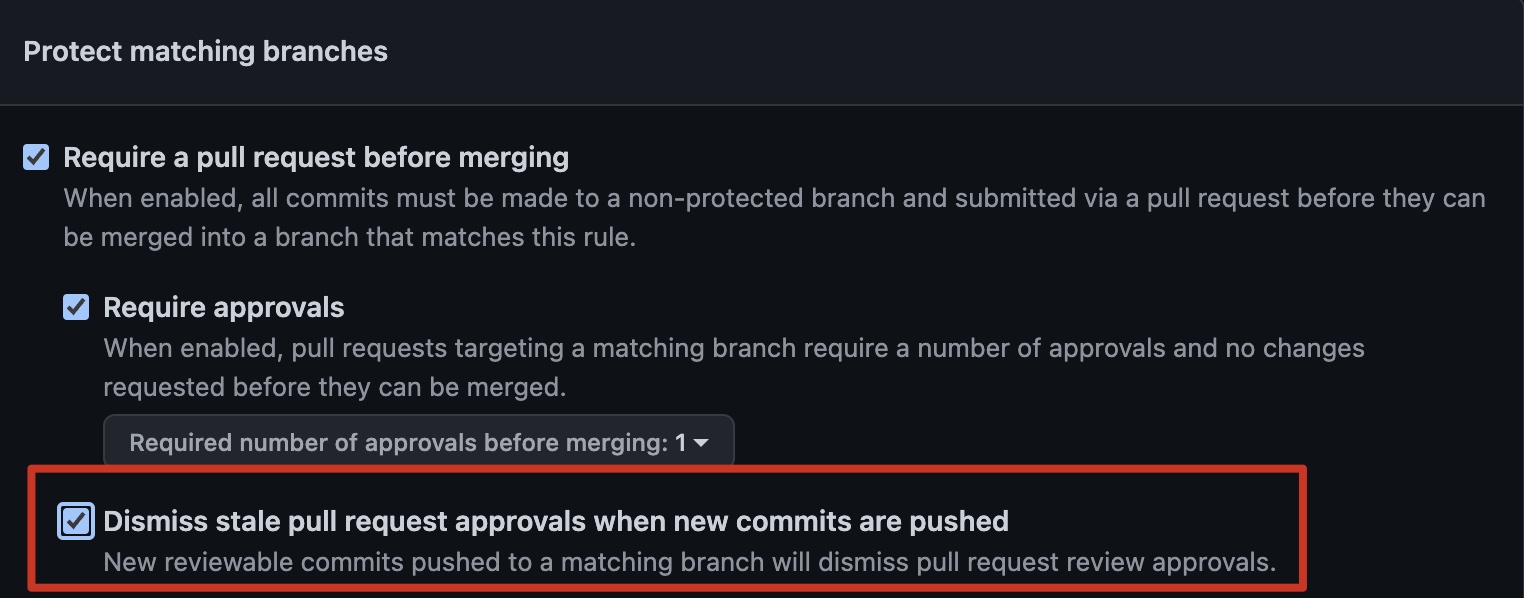 Protect matching branches
Require a pull request before merging
When enabled, all commits must be made to a non-protected branch and submitted via a pull request before they can
be merged into a branch that matches this rule.
Require approvals
When enabled, pull requests targeting a matching branch require a number of approvals and no changes
requested before they can be merged.
Required number of approvals before merging: 1
Dismiss stale pull request approvals when new commits are pushed
New reviewable commits pushed to a matching branch will dismiss pull request review approvals.